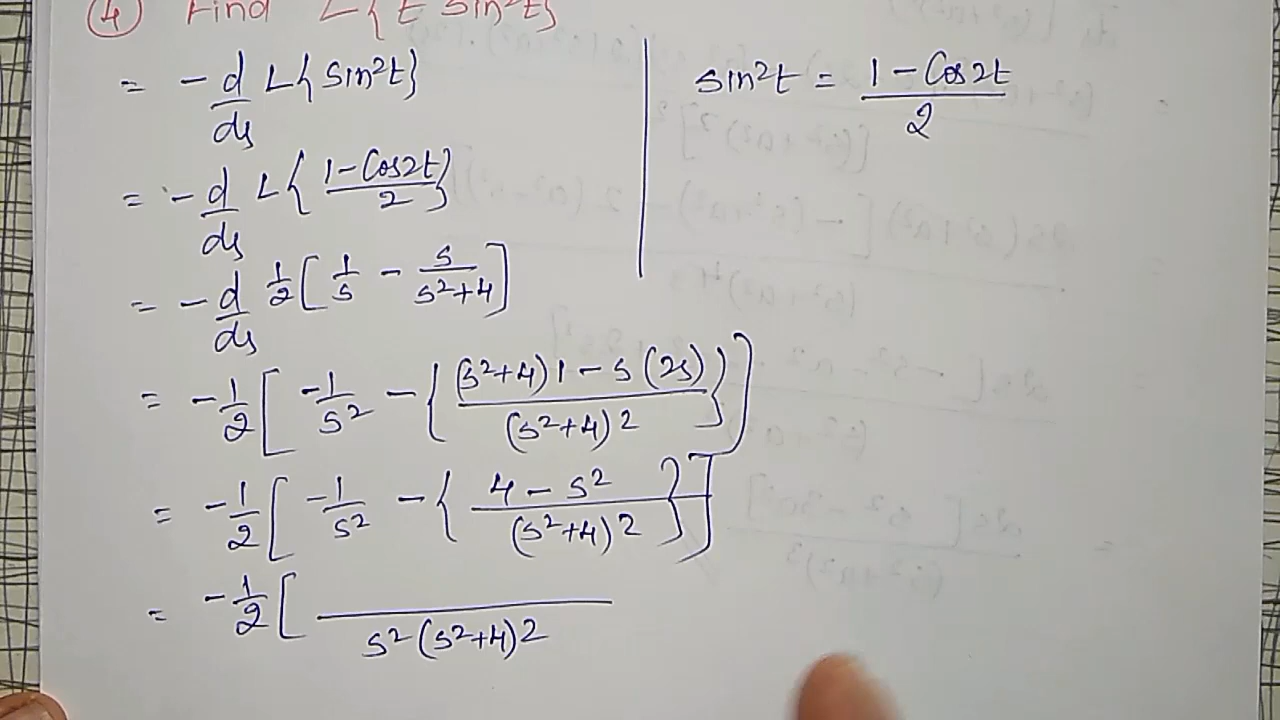 ④ Find L{t sin²t}
= -d/ds L{sin²t}
sin²t = (1 - Cos2t)/2
= -d/ds L{(1-Cos2t)/2}
= -d/ds 1/2 [1/s - s/(s²+4)]
= -1/2 [-1/s² - {((s²+4)1 - s(2s))/(s²+4)²}]
= -1/2 [-1/s² - {(4-s²)/(s²+4)²}]
= -1/2 [ /s²(s²+4)²